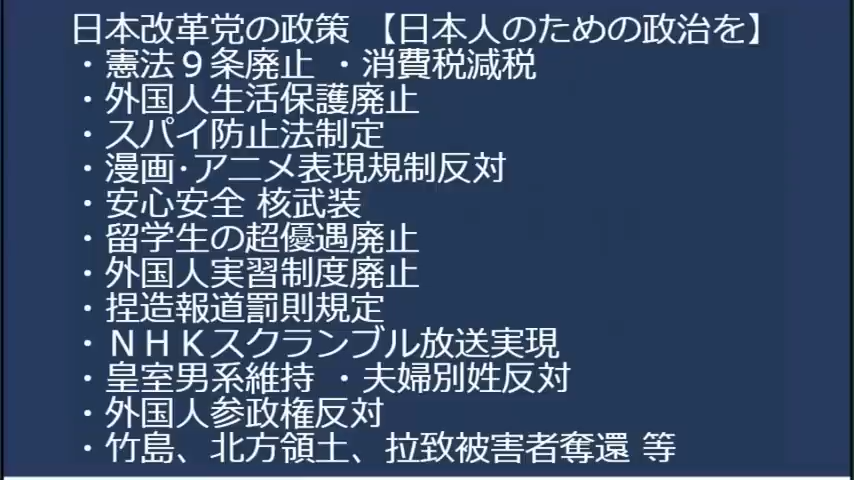 日本改革党の政策 【日本人のための政治を】
・憲法９条廃止 ・消費税減税
・外国人生活保護廃止
・スパイ防止法制定
・漫画･アニメ表現規制反対
・安心安全 核武装
・留学生の超優遇廃止
・外国人実習制度廃止
・捏造報道罰則規定
・ＮＨＫスクランブル放送実現
・皇室男系維持 ・夫婦別姓反対
・外国人参政権反対
・竹島、北方領土、拉致被害者奪還 等